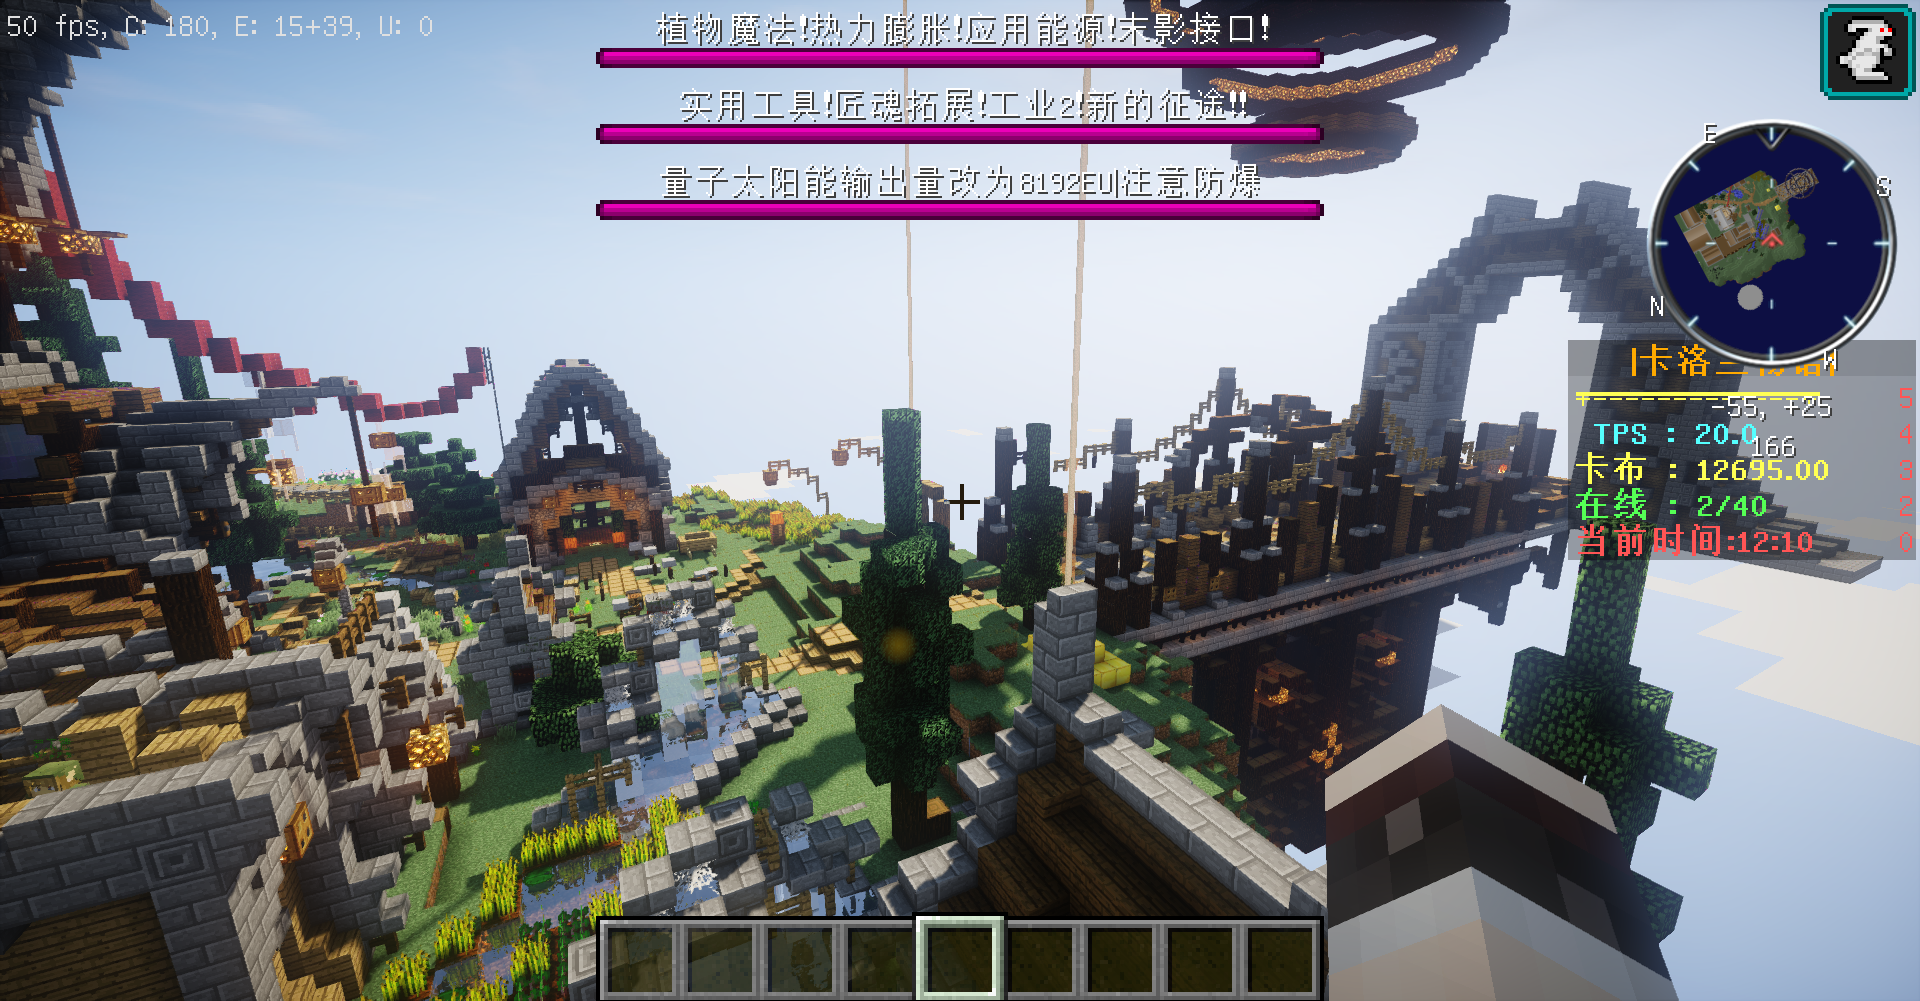 50 fps, C: 180, E: 15+39, U: 0
植物魔法!热力膨胀!应用能源!末影接口!
实用工具!匠魂拓展!工业2!新的征途!!
量子太阳能输出量改为8192EU|注意防爆
E
S
N
W
-55, +25
5
TPS : 20.0
4
166
卡布 : 12695.00
3
在线 : 2/40
2
当前时间:12:10
0